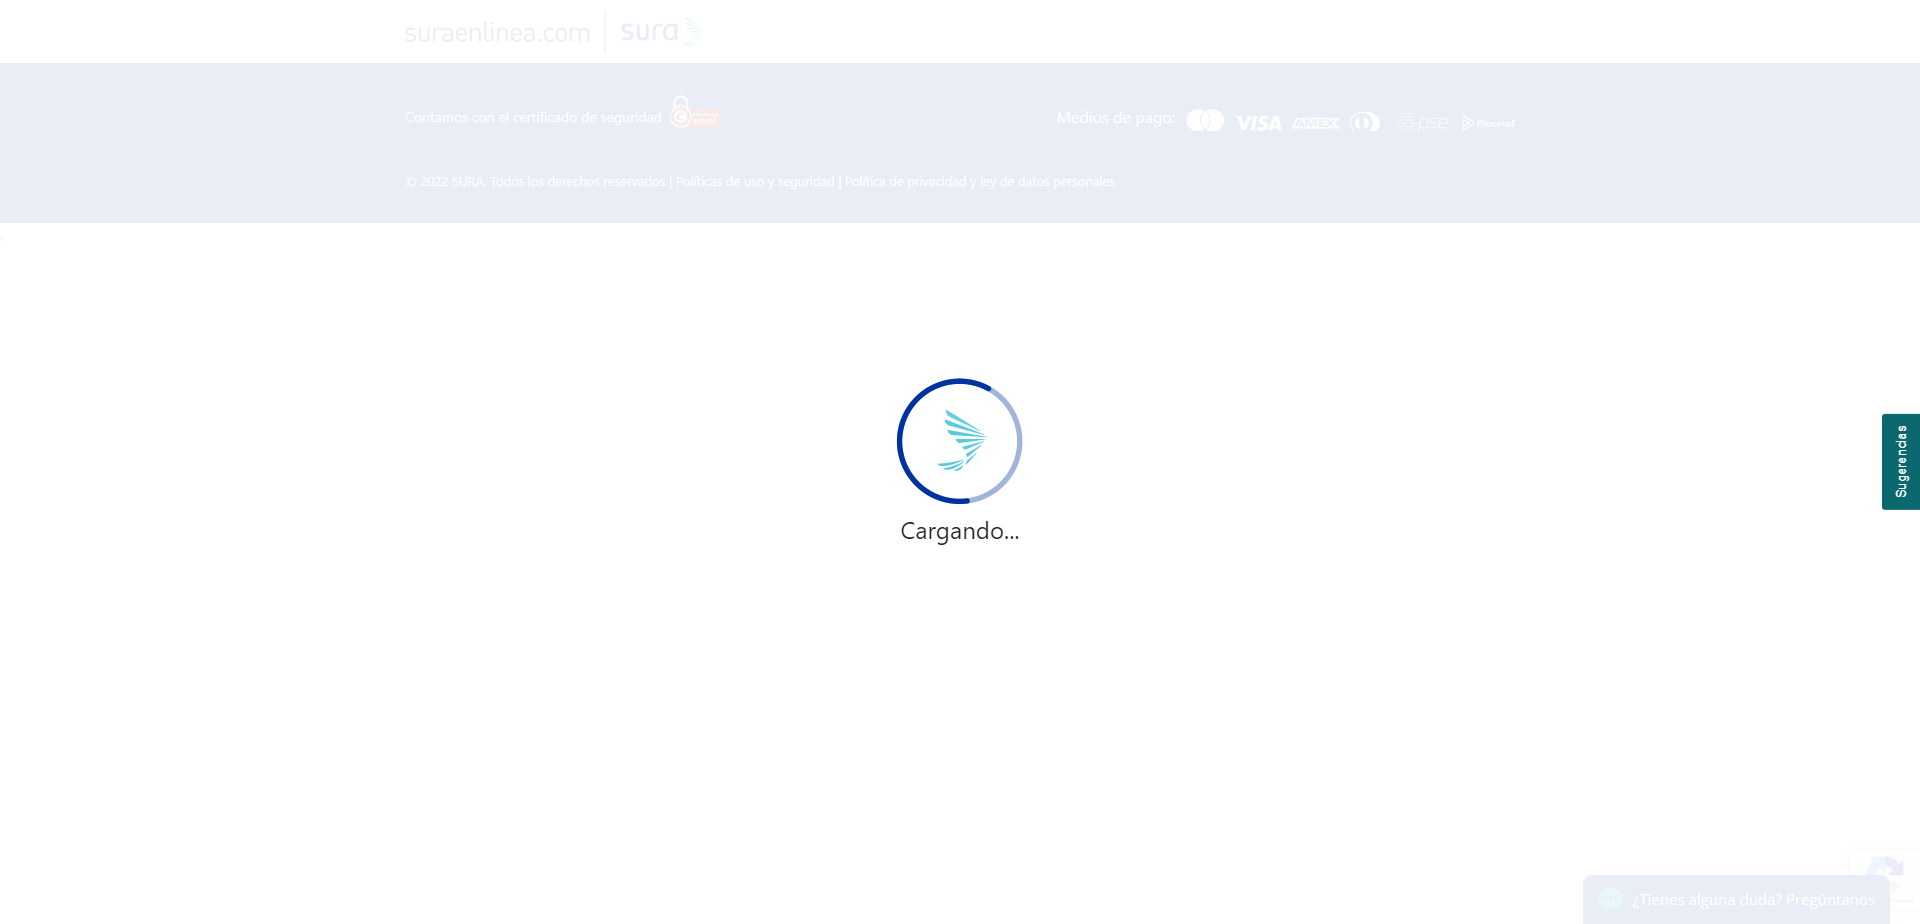 suraenlinea.com sura
Contamos con el certificado de seguridad
Medios de pago: VISA AMEX pse PlacetoP
© 2022 SURA. Todos los derechos reservados | Políticas de uso y seguridad | Política de privacidad y ley de datos personales
Cargando...
Sugerencias
¿Tienes alguna duda? Pregúntanos